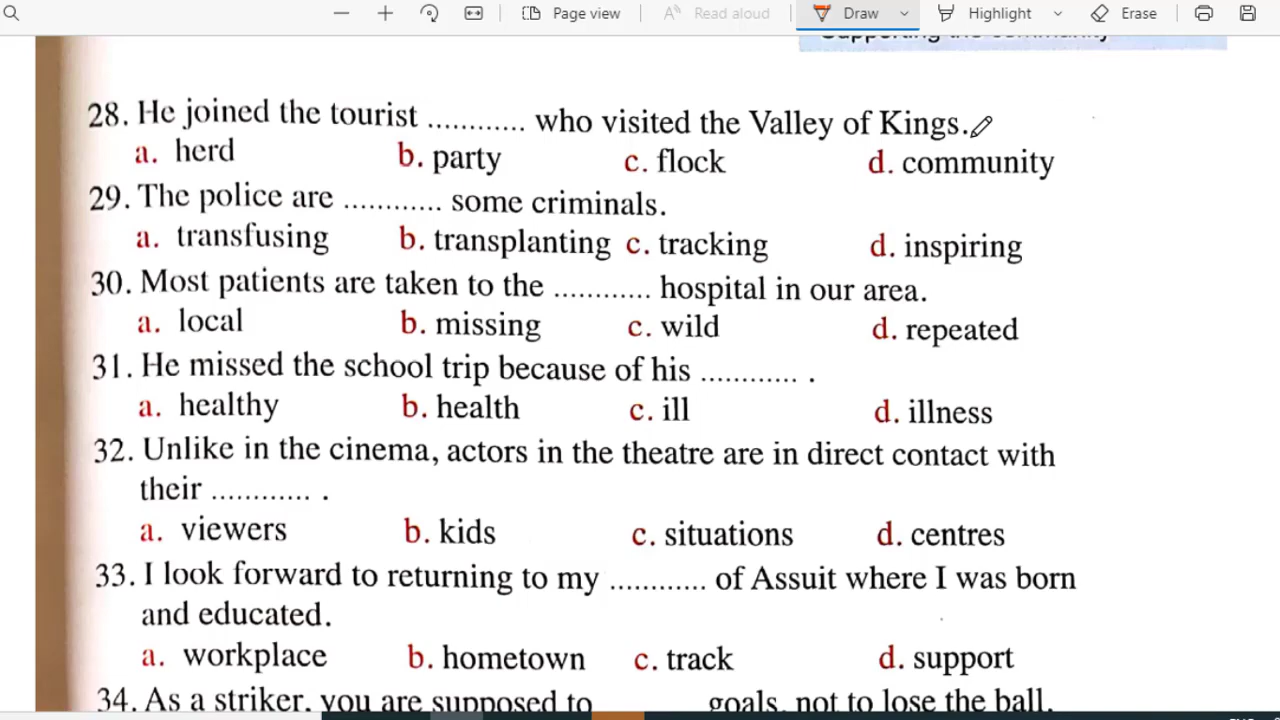 Page view
Read aloud
Draw
Highlight
Erase
Supporting the community
28. He joined the tourist ............ who visited the Valley of Kings.
a. herd b. party c. flock d. community
29. The police are ............ some criminals.
a. transfusing b. transplanting c. tracking d. inspiring
30. Most patients are taken to the ............ hospital in our area.
a. local b. missing c. wild d. repeated
31. He missed the school trip because of his ............ .
a. healthy b. health c. ill d. illness
32. Unlike in the cinema, actors in the theatre are in direct contact with
their ............ .
a. viewers b. kids c. situations d. centres
33. I look forward to returning to my ............ of Assuit where I was born
and educated.
a. workplace b. hometown c. track d. support
34. As a striker, you are supposed to goals, not to lose the ball.